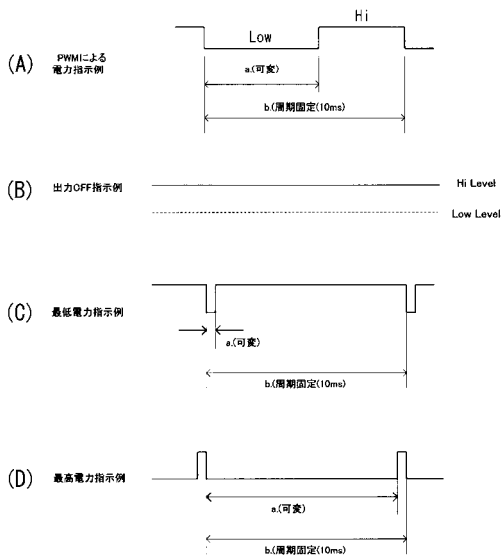 Hi
Low
(A)
PWMによる
電力指示例
a.(可変)
b.(周期固定(10ms)
(B)
出力OFF指示例
Hi Level
Low Level
(C)
最低電力指示例
a.(可変)
b.(周期固定(10ms)
(D)
最高電力指示例
a.(可変)
b.(周期固定(10ms)